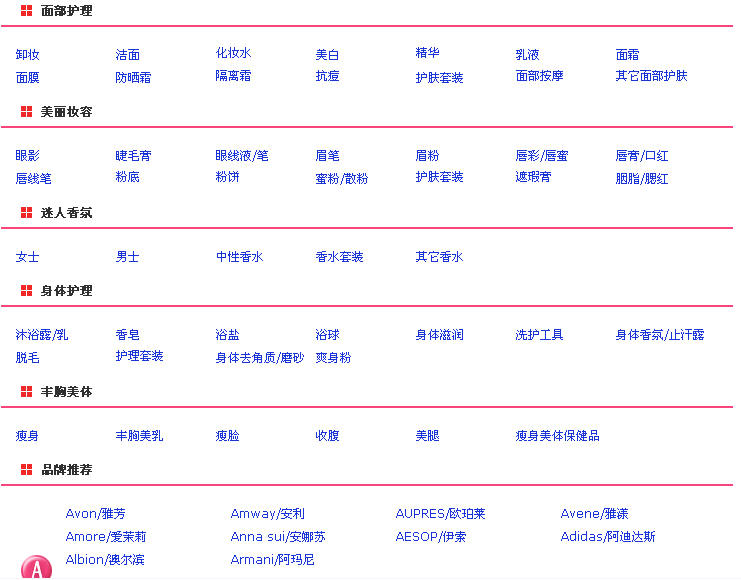 面部护理
卸妆 洁面 化妆水 美白 精华 乳液 面霜
面膜 防晒霜 隔离霜 抗痘 护肤套装 面部按摩 其它面部护肤
美丽妆容
眼影 睫毛膏 眼线液/笔 眉笔 眉粉 唇彩/唇蜜 唇膏/口红
唇线笔 粉底 粉饼 蜜粉/散粉 护肤套装 遮瑕膏 胭脂/腮红
迷人香氛
女士 男士 中性香水 香水套装 其它香水
身体护理
沐浴露/乳 香皂 浴盐 浴球 身体滋润 洗护工具 身体香氛/止汗露
脱毛 护理套装 身体去角质/磨砂 爽身粉
丰胸美体
瘦身 丰胸美乳 瘦脸 收腹 美腿 瘦身美体保健品
品牌推荐
Avon/雅芳 Amway/安利 AUPRES/欧珀莱 Avene/雅漾
Amore/爱茉莉 Anna sui/安娜苏 AESOP/伊索 Adidas/阿迪达斯
A Albion/澳尔滨 Armani/阿玛尼